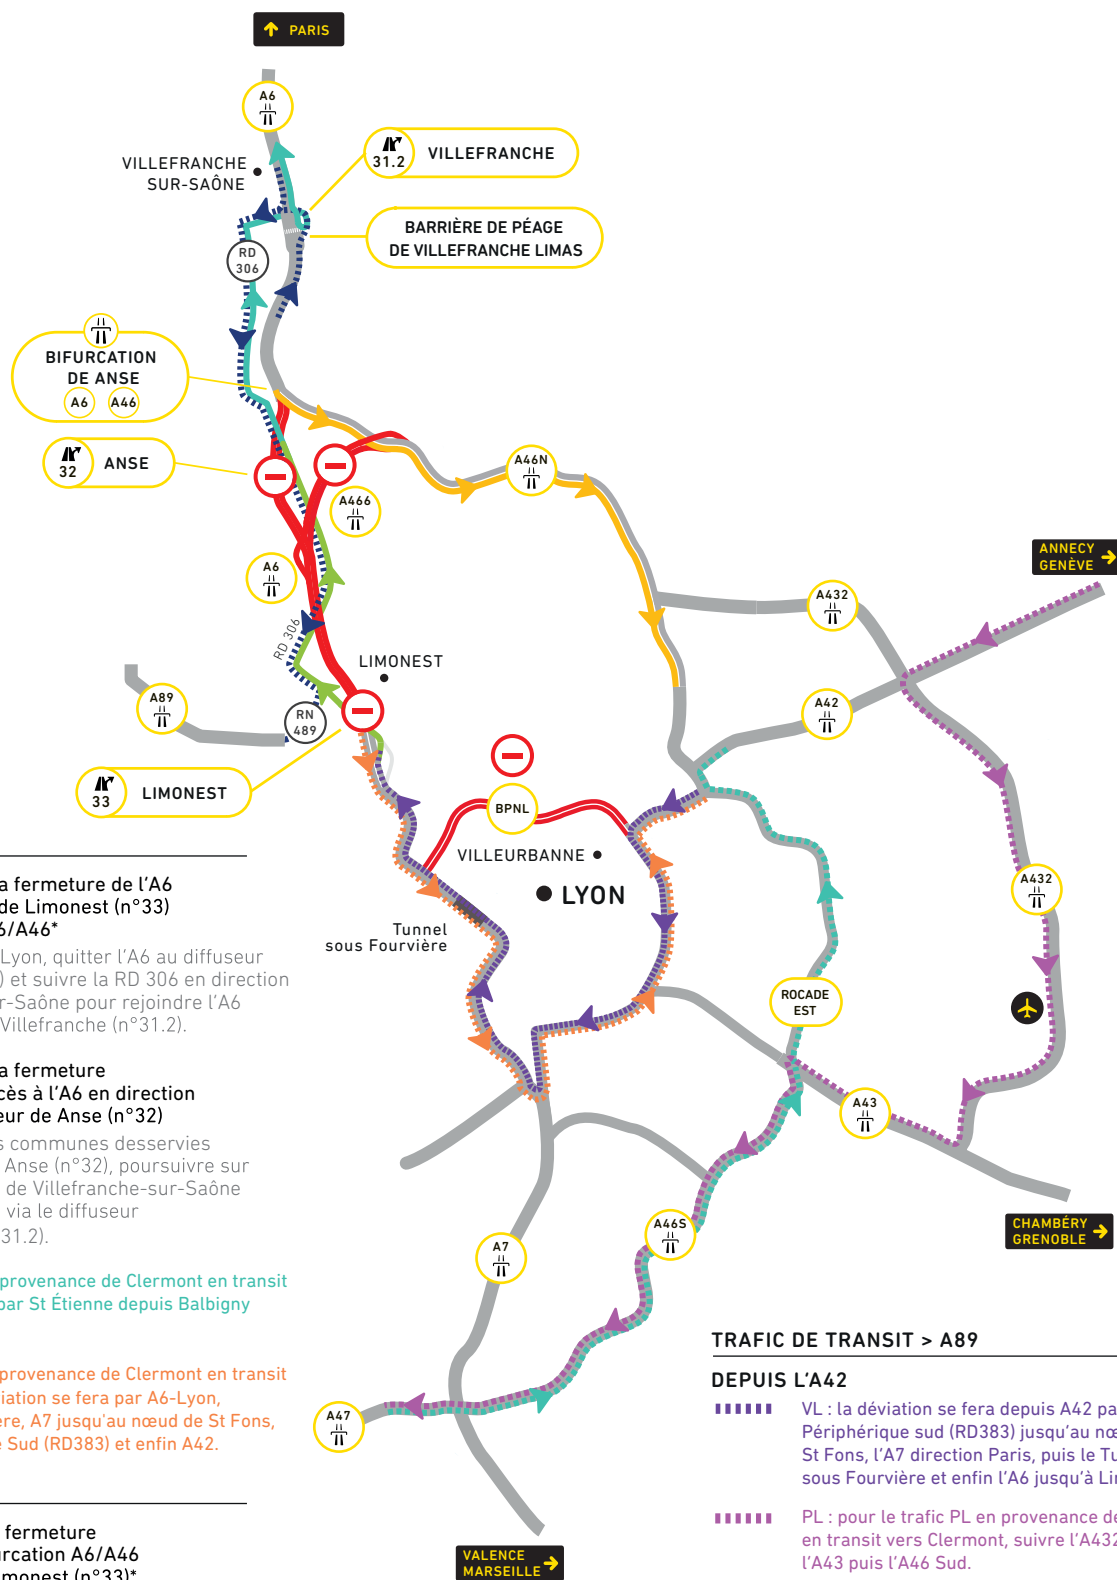 PARIS
A6
VILLEFRANCHE
SUR-SAÔNE
31.2
VILLEFRANCHE
BARRIÈRE DE PÉAGE
DE VILLEFRANCHE LIMAS
RD
306
BIFURCATION
DE ANSE
A6 A46
32
ANSE
A46N
A466
A6
ANNECY
GENÈVE
A432
RD 306
LIMONEST
A89
RN
489
A42
33
LIMONEST
BPNL
VILLEURBANNE
LYON
A432
Tunnel
sous Fourvière
ROCADE
EST
A43
A46S
A7
CHAMBÉRY
GRENOBLE
A47
VALENCE
MARSEILLE
a fermeture de l'A6
de Limonest (n°33)
6/A46*
Lyon, quitter l'A6 au diffuseur
) et suivre la RD 306 en direction
r-Saône pour rejoindre l'A6
Villefranche (n°31.2).
a fermeture
cès à l'A6 en direction
eur de Anse (n°32)
s communes desservies
Anse (n°32), poursuivre sur
de Villefranche-sur-Saône
via le diffuseur
31.2).
provenance de Clermont en transit
par St Étienne depuis Balbigny
provenance de Clermont en transit
viation se fera par A6-Lyon,
ère, A7 jusqu'au nœud de St Fons,
e Sud (RD383) et enfin A42.
fermeture
urcation A6/A46
imonest (n°33)*
TRAFIC DE TRANSIT > A89
DEPUIS L'A42
VL : la déviation se fera depuis A42 pa
Périphérique sud (RD383) jusqu'au nœ
St Fons, l'A7 direction Paris, puis le Tu
sous Fourvière et enfin l'A6 jusqu'à Li
PL : pour le trafic PL en provenance de
en transit vers Clermont, suivre l'A432
l'A43 puis l'A46 Sud.